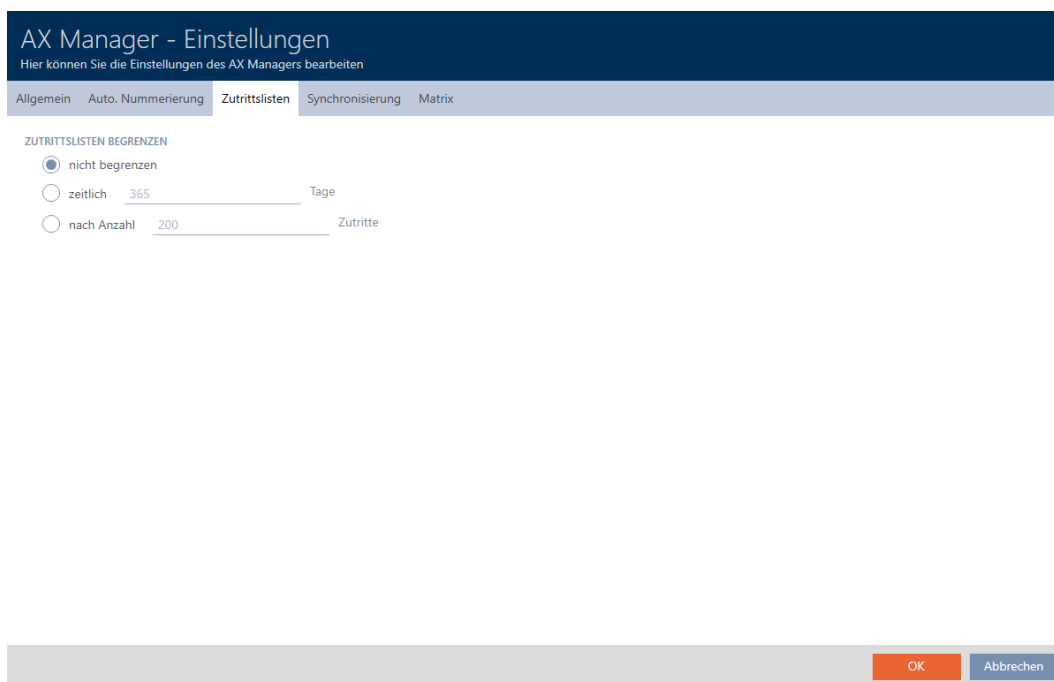 AX Manager - Einstellungen
Hier können Sie die Einstellungen des AX Managers bearbeiten
Allgemein Auto. Nummerierung Zutrittslisten Synchronisierung Matrix
ZUTRITTSLISTEN BEGRENZEN
nicht begrenzen
zeitlich 365 Tage
nach Anzahl 200 Zutritte
OK Abbrechen